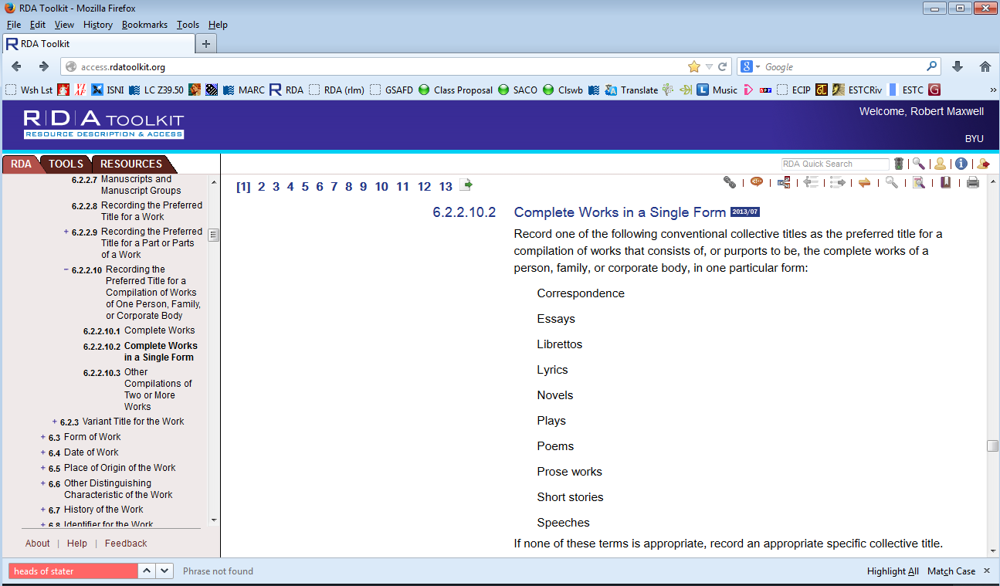 RDA Toolkit - Mozilla Firefox
File Edit View History Bookmarks Tools Help
RDA Toolkit
access.rdatoolkit.org
Google
Wsh Lst ISNI LC Z39.50 MARC RDA RDA (rlm) GSAFD Class Proposal SACO Clswb Translate Music ECIP ESTCRiv ESTC
R|D|A TOOLKIT
RESOURCE DESCRIPTION & ACCESS
Welcome, Robert Maxwell
BYU
RDA TOOLS RESOURCES
RDA Quick Search
6.2.2.7 Manuscripts and
Manuscript Groups
6.2.2.8 Recording the Preferred
Title for a Work
+ 6.2.2.9 Recording the Preferred
Title for a Part or Parts
of a Work
− 6.2.2.10 Recording the
Preferred Title for a
Compilation of Works
of One Person, Family,
or Corporate Body
6.2.2.10.1 Complete Works
6.2.2.10.2 Complete Works
in a Single Form
6.2.2.10.3 Other
Compilations of
Two or More
Works
+ 6.2.3 Variant Title for the Work
+ 6.3 Form of Work
+ 6.4 Date of Work
+ 6.5 Place of Origin of the Work
+ 6.6 Other Distinguishing
Characteristic of the Work
+ 6.7 History of the Work
+ 6.8 Identifier for the Work
About | Help | Feedback
[1] 2 3 4 5 6 7 8 9 10 11 12 13
6.2.2.10.2 Complete Works in a Single Form 2013/07
Record one of the following conventional collective titles as the preferred title for a
compilation of works that consists of, or purports to be, the complete works of a
person, family, or corporate body, in one particular form:
Correspondence
Essays
Librettos
Lyrics
Novels
Plays
Poems
Prose works
Short stories
Speeches
If none of these terms is appropriate, record an appropriate specific collective title.
heads of stater Phrase not found Highlight All Match Case